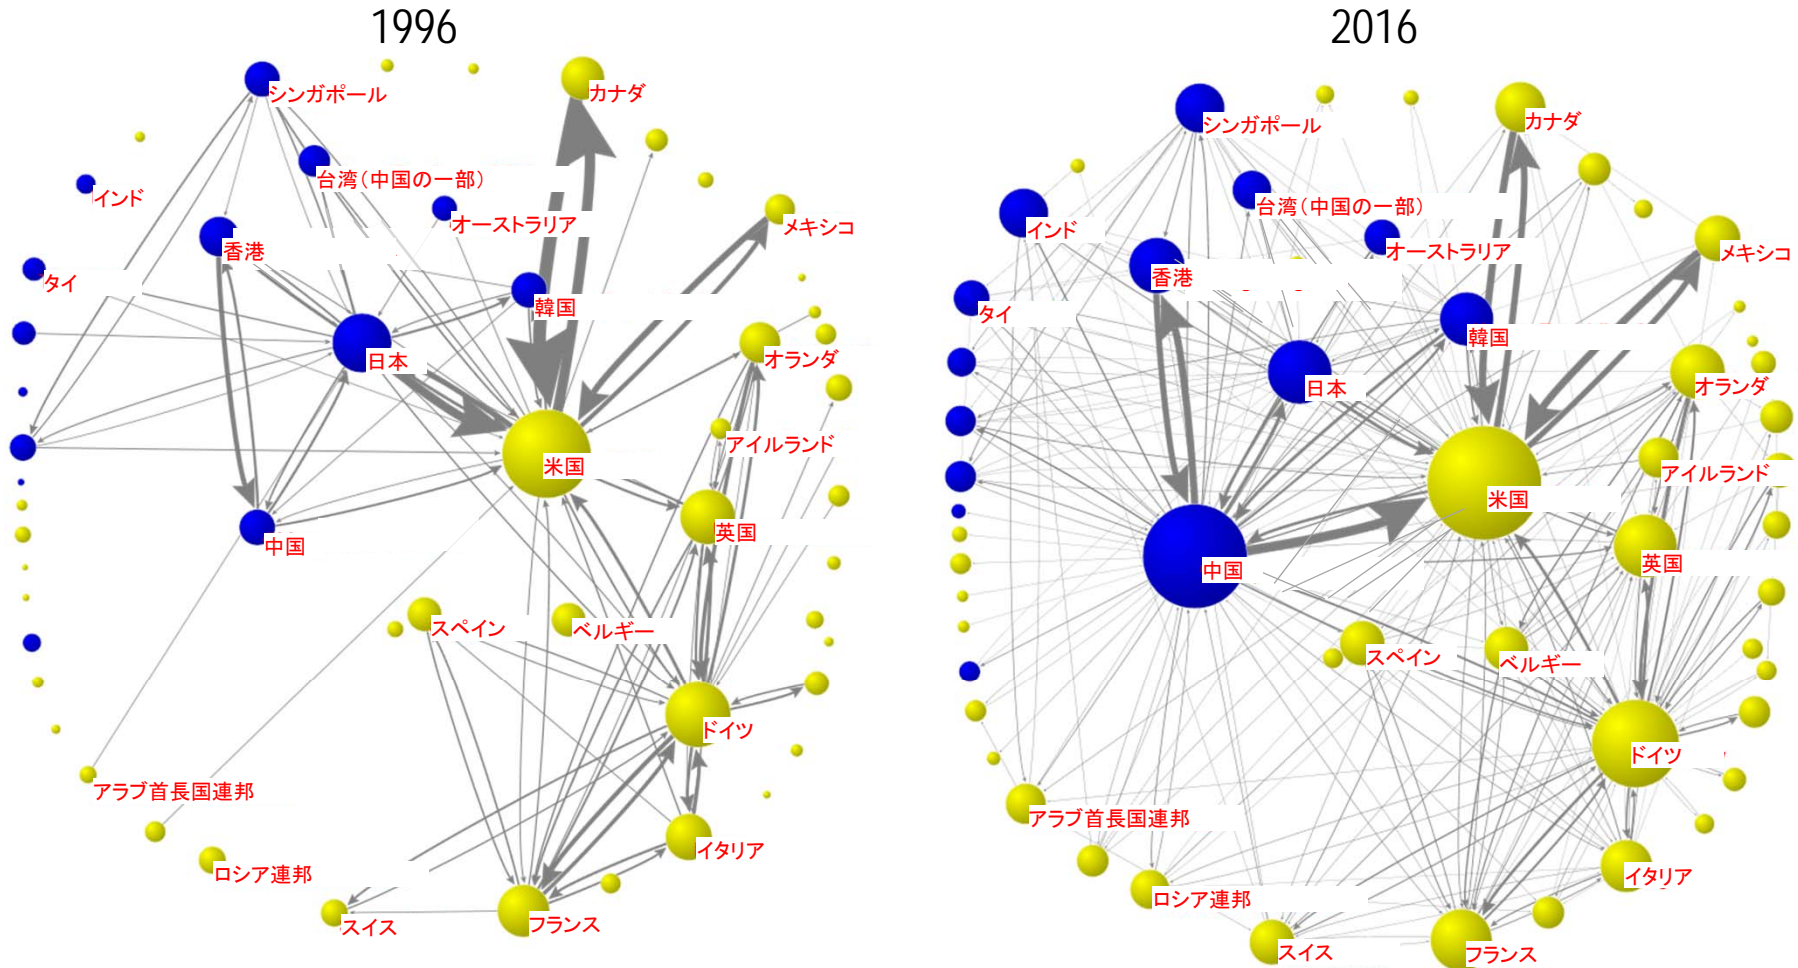 1996
シンガポール
カナダ
台湾(中国の一部)
インド
オーストラリア
メキシコ
香港
タイ
韓国
日本
オランダ
アイルランド
米国
英国
中国
スペイン
ベルギー
ドイツ
アラブ首長国連邦
イタリア
ロシア連邦
スイス
フランス
2016
シンガポール
カナダ
台湾(中国の一部)
インド
オーストラリア
メキシコ
香港
タイ
韓国
日本
オランダ
アイルランド
米国
英国
中国
スペイン
ベルギー
ドイツ
アラブ首長国連邦
イタリア
ロシア連邦
スイス
フランス